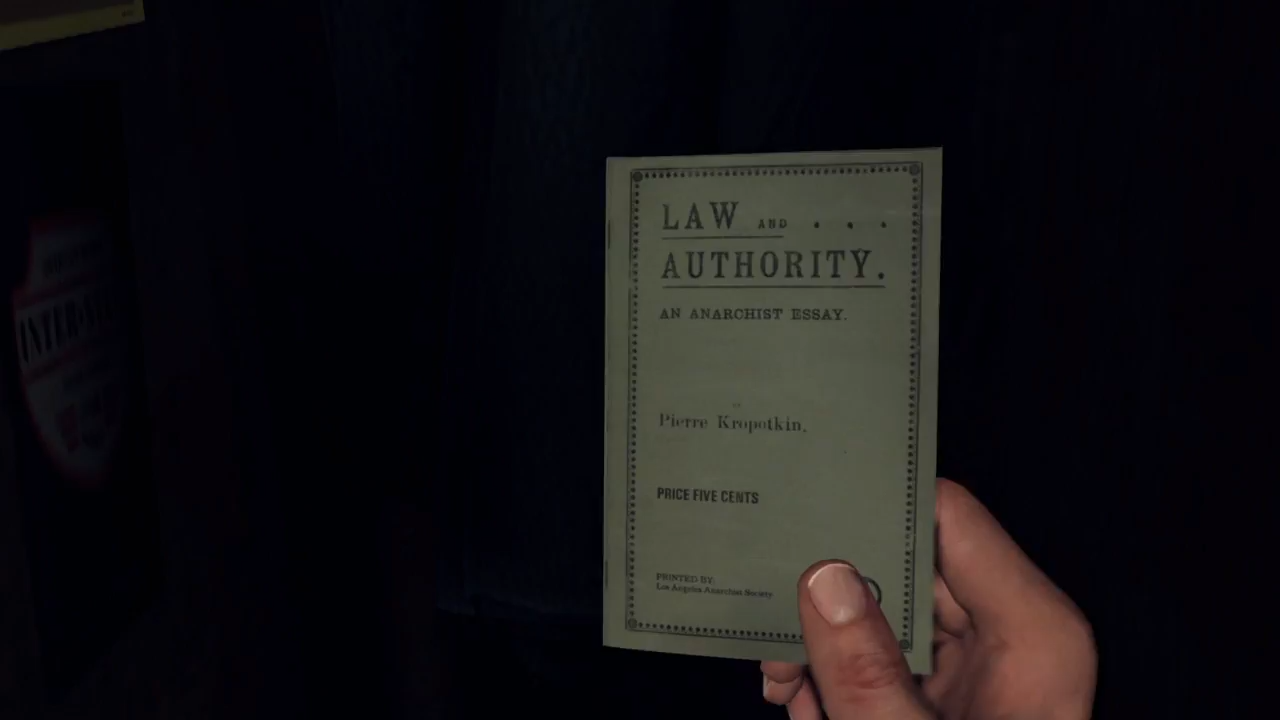 LAW AND . . .
AUTHORITY.
AN ANARCHIST ESSAY.
Pierre Kropotkin,
PRICE FIVE CENTS
PRINTED BY:
Los Angeles Anarchist Society